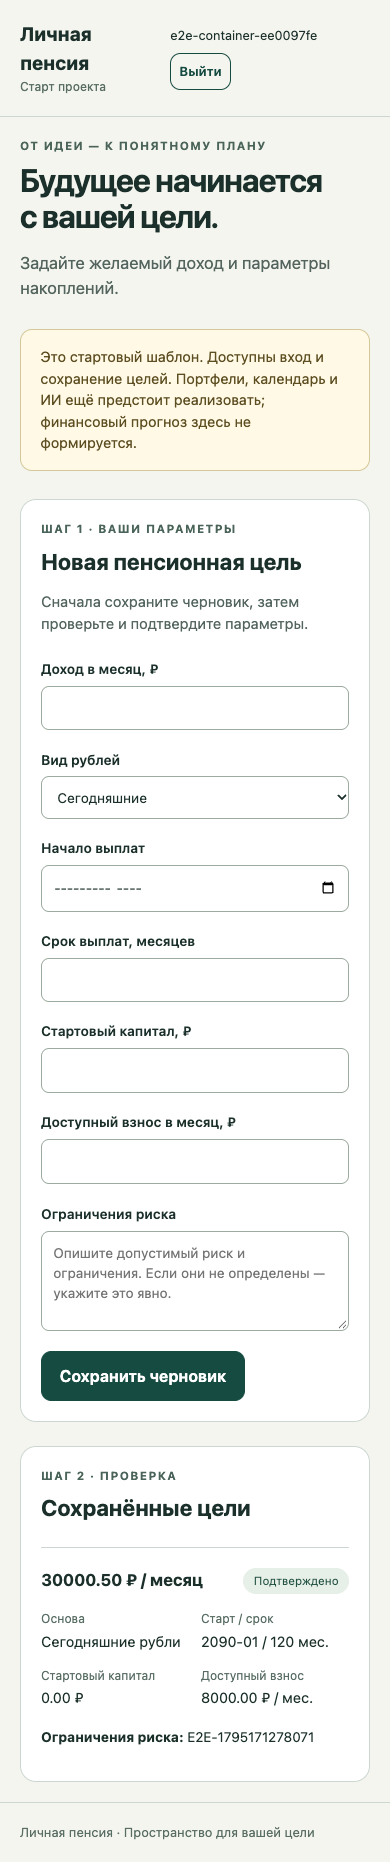 Личная
пенсия
Старт проекта
e2e-container-ee0097fe
Выйти
ОТ ИДЕИ — К ПОНЯТНОМУ ПЛАНУ
Будущее начинается
с вашей цели.
Задайте желаемый доход и параметры
накоплений.
Это стартовый шаблон. Доступны вход и
сохранение целей. Портфели, календарь и
ИИ ещё предстоит реализовать;
финансовый прогноз здесь не
формируется.
ШАГ 1 · ВАШИ ПАРАМЕТРЫ
Новая пенсионная цель
Сначала сохраните черновик, затем
проверьте и подтвердите параметры.
Доход в месяц, ₽
Вид рублей
Сегодняшние
Начало выплат
--------- ----
Срок выплат, месяцев
Стартовый капитал, ₽
Доступный взнос в месяц, ₽
Ограничения риска
Опишите допустимый риск и
ограничения. Если они не определены —
укажите это явно.
Сохранить черновик
ШАГ 2 · ПРОВЕРКА
Сохранённые цели
30000.50 ₽ / месяц
Подтверждено
Основа
Сегодняшние рубли
Старт / срок
2090-01 / 120 мес.
Стартовый капитал
0.00 ₽
Доступный взнос
8000.00 ₽ / мес.
Ограничения риска: E2E-1795171278071
Личная пенсия · Пространство для вашей цели